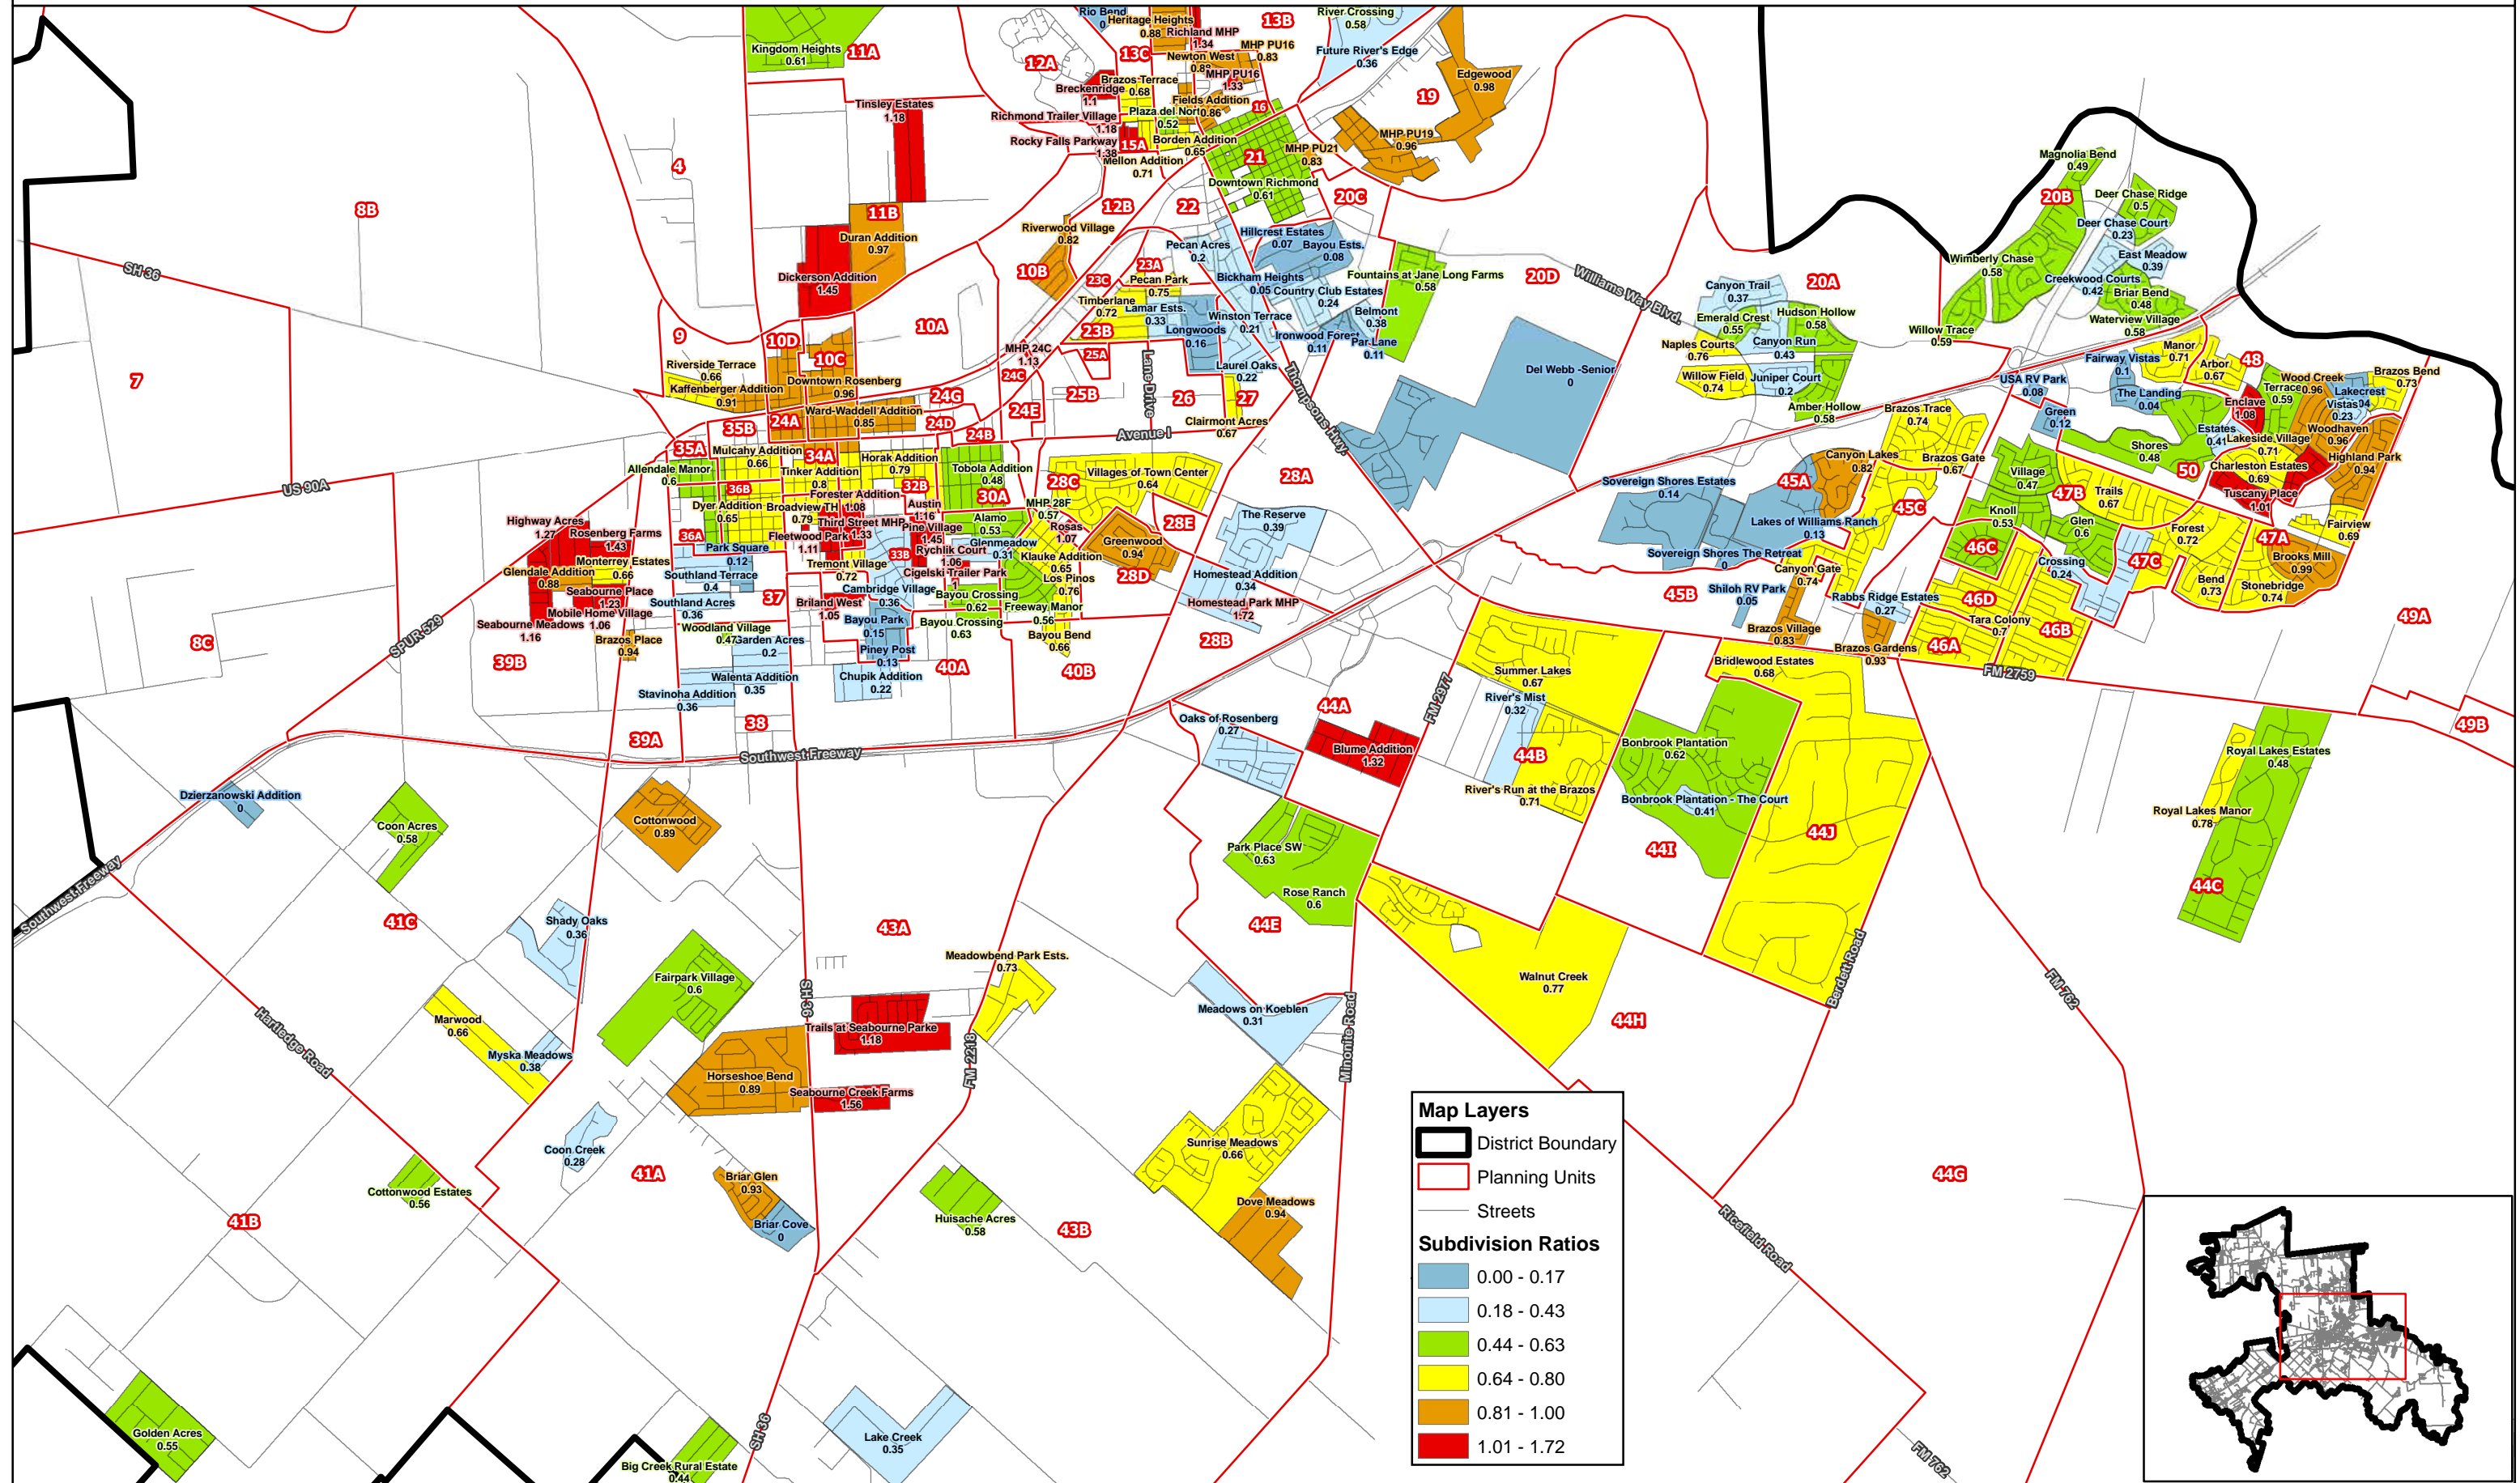 Rio Bend
0
Heritage Heights
0.88
Richland MHP
1.34
13B
River Crossing
0.58
Kingdom Heights
0.61
11A
12A
13C
Newton West
0.88
MHP PU16
0.83
Future River's Edge
0.36
Edgewood
0.98
Breckenridge
1.1
Brazos Terrace
0.68
MHP PU16
1.33
19
Tinsley Estates
1.18
Fields Addition
0.86
16
Richmond Trailer Village
1.18
Plaza del Norte
0.52
Rocky Falls Parkway
1.38
15A
Borden Addition
0.65
MHP PU19
0.96
Mellon Addition
0.71
21
MHP PU21
0.83
4
Downtown Richmond
0.61
20C
Magnolia Bend
0.49
20B
Deer Chase Ridge
0.5
8B
11B
12B
22
Deer Chase Court
0.23
Duran Addition
0.97
Riverwood Village
0.82
Pecan Acres
0.2
Hillcrest Estates
0.07
Bayou Ests.
0.08
Wimberly Chase
0.58
East Meadow
0.39
SH 36
Dickerson Addition
1.45
10B
23A
23C
Pecan Park
0.75
Bickham Heights
0.05
Fountains at Jane Long Farms
0.58
20D
Williams Way Blvd.
20A
Creekwood Courts
0.42
Briar Bend
0.48
Country Club Estates
0.24
Canyon Trail
0.37
Timberlane
0.72
Lamar Ests.
0.33
Winston Terrace
0.21
Belmont
0.38
Emerald Crest
0.55
Hudson Hollow
0.58
Waterview Village
0.58
Willow Trace
0.59
9
10D
10A
23B
Longwoods
0.16
Ironwood Forest
0.11
Par Lane
0.11
Naples Courts
0.76
Canyon Run
0.43
Manor
0.71
10C
MHP 24C
1.13
25A
Lane Drive
Laurel Oaks
0.22
Thompsons Hwy.
Del Webb -Senior
0
Fairway Vistas
0.1
Arbor
0.67
48
7
Riverside Terrace
0.66
Kaffenberger Addition
0.91
Downtown Rosenberg
0.96
24C
24G
25B
26
27
Willow Field
0.74
Juniper Court
0.2
USA RV Park
0.08
The Landing
0.04
Wood Creek
0.96
Terrace
0.59
Brazos Bend
0.73
Lakecrest
Vistas
0.23
Enclave
1.08
24A
Ward-Waddell Addition
0.85
24D
24E
Clairmont Acres
0.67
Amber Hollow
0.58
Brazos Trace
0.74
Green
0.12
35B
24B
Avenue I
Estates
0.41
Woodhaven
0.96
35A
Mulcahy Addition
0.66
34A
Horak Addition
0.79
Lakeside Village
0.71
Shores
0.48
50
Allendale Manor
0.6
Tinker Addition
0.8
Tobola Addition
0.48
28C
Villages of Town Center
0.64
28A
Canyon Lakes
0.82
Brazos Gate
0.67
Charleston Estates
0.69
Highland Park
0.94
US 90A
36B
32B
30A
Sovereign Shores Estates
0.14
45A
Village
0.47
47B
Trails
0.67
Tuscany Place
1.01
Forester Addition
1.08
Dyer Addition
0.65
Broadview TH
0.79
Austin
1.16
MHP 28F
0.57
28E
The Reserve
0.39
45C
Knoll
0.53
Highway Acres
1.27
Rosenberg Farms
1.43
36A
Third Street MHP
1.33
Pine Village
1.45
Alamo
0.53
Rosas
1.07
Lakes of Williams Ranch
0.13
Glen
0.6
Forest
0.72
Fairview
0.69
Fleetwood Park
1.11
Glenmeadow
0.31
Greenwood
0.94
47A
Park Square
0.12
33B
Rychlik Court
1.06
Klauke Addition
0.65
28D
Sovereign Shores The Retreat
0
46C
47C
Brooks Mill
0.99
Monterrey Estates
0.66
Glendale Addition
0.88
Tremont Village
0.72
Cigelski Trailer Park
1
Canyon Gate
0.74
Crossing
0.24
Southland Terrace
0.4
Los Pinos
0.76
Homestead Addition
0.34
Bend
0.73
Stonebridge
0.74
Seabourne Place
1.23
37
Cambridge Village
0.36
Bayou Crossing
0.62
45B
Shiloh RV Park
0.05
Rabbs Ridge Estates
0.27
46D
Southland Acres
0.36
Briland West
1.05
Freeway Manor
0.56
Homestead Park MHP
1.72
49A
Mobile Home Village
1.06
Seabourne Meadows
1.16
Bayou Park
0.15
Bayou Crossing
0.63
Tara Colony
0.7
46B
SPUR 529
8C
Woodland Village
0.47
Garden Acres
0.2
Brazos Place
0.94
Bayou Bend
0.66
28B
Brazos Village
0.83
Brazos Gardens
0.93
46A
39B
Piney Post
0.13
40A
40B
Bridlewood Estates
0.68
FM 2759
Walenta Addition
0.35
Chupik Addition
0.22
Summer Lakes
0.67
Stavinoha Addition
0.36
River's Mist
0.32
FM 2977
38
Oaks of Rosenberg
0.27
44A
49B
39A
Southwest Freeway
Blume Addition
1.32
44B
Bonbrook Plantation
0.62
Royal Lakes Estates
0.48
Dzierzanowski Addition
0
River's Run at the Brazos
0.71
Bonbrook Plantation - The Court
0.41
Royal Lakes Manor
0.78
Coon Acres
0.58
Cottonwood
0.89
44J
Park Place SW
0.63
44I
Southwest Freeway
Rose Ranch
0.6
44C
41C
Shady Oaks
0.36
43A
44E
Meadowbend Park Ests.
0.73
Fairpark Village
0.6
Walnut Creek
0.77
Berdett Road
FM 762
SH 36
Meadows on Koeblen
0.31
Minonite Road
Hartledge Road
Marwood
0.66
Trails at Seabourne Parke
1.18
44H
Myska Meadows
0.38
FM 2218
Horseshoe Bend
0.89
Seabourne Creek Farms
1.56
Map Layers
District Boundary
Planning Units
Streets
Subdivision Ratios
0.00 - 0.17
0.18 - 0.43
0.44 - 0.63
0.64 - 0.80
0.81 - 1.00
1.01 - 1.72
Sunrise Meadows
0.66
Coon Creek
0.28
41A
Briar Glen
0.93
44G
Cottonwood Estates
0.56
Dove Meadows
0.94
41B
Briar Cove
0
Huisache Acres
0.58
43B
Ricefield Road
Golden Acres
0.55
SH 36
Lake Creek
0.35
Big Creek Rural Estate
0.44
FM 762